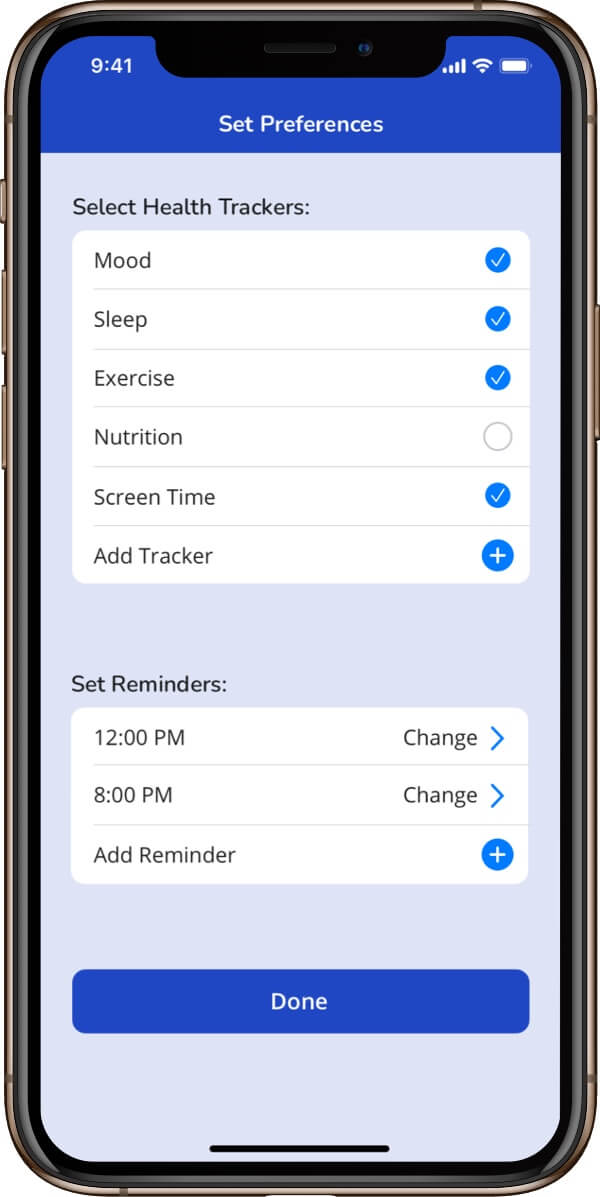 9:41
Set Preferences
Select Health Trackers:
Mood
Sleep
Exercise
Nutrition
Screen Time
Add Tracker
Set Reminders:
12:00 PM Change
8:00 PM Change
Add Reminder
Done